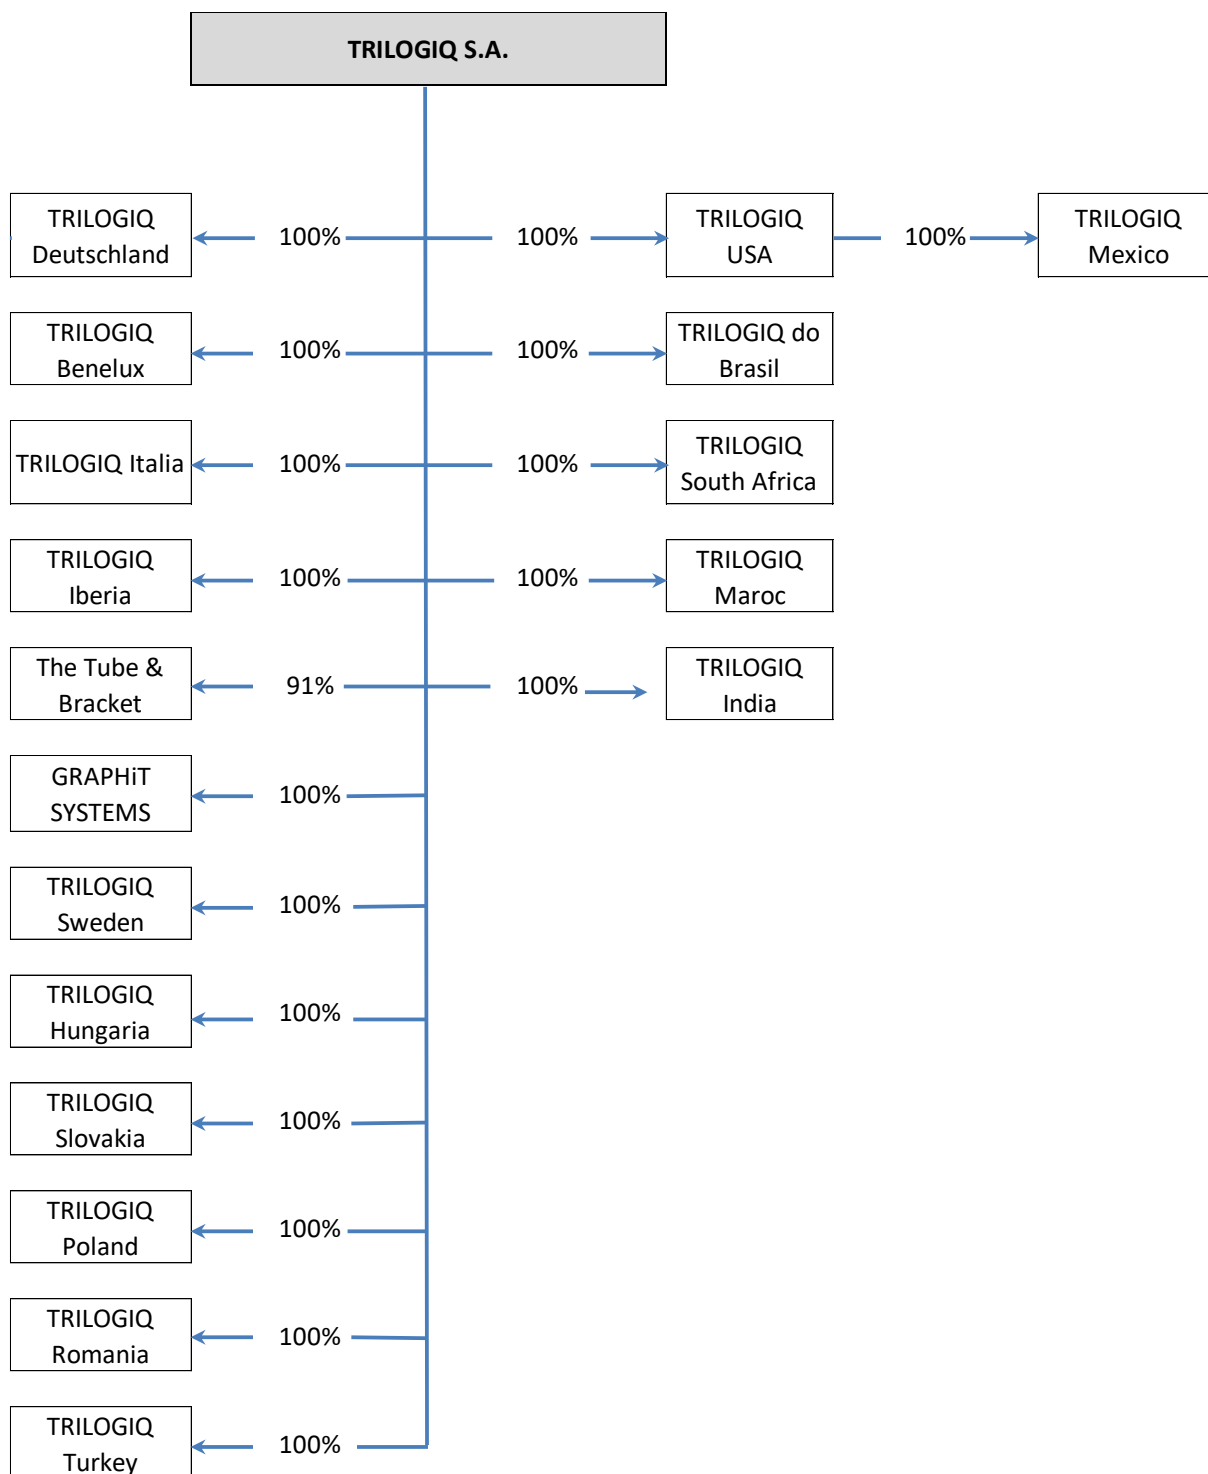 TRILOGIQ S.A.
TRILOGIQ
Deutschland
100%
100%
TRILOGIQ
USA
100%
TRILOGIQ
Mexico
TRILOGIQ
Benelux
100%
100%
TRILOGIQ do
Brasil
TRILOGIQ Italia
100%
100%
TRILOGIQ
South Africa
TRILOGIQ
Iberia
100%
100%
TRILOGIQ
Maroc
The Tube &
Bracket
91%
100%
TRILOGIQ
India
GRAPHiT
SYSTEMS
100%
TRILOGIQ
Sweden
100%
TRILOGIQ
Hungaria
100%
TRILOGIQ
Slovakia
100%
TRILOGIQ
Poland
100%
TRILOGIQ
Romania
100%
TRILOGIQ
Turkey
100%